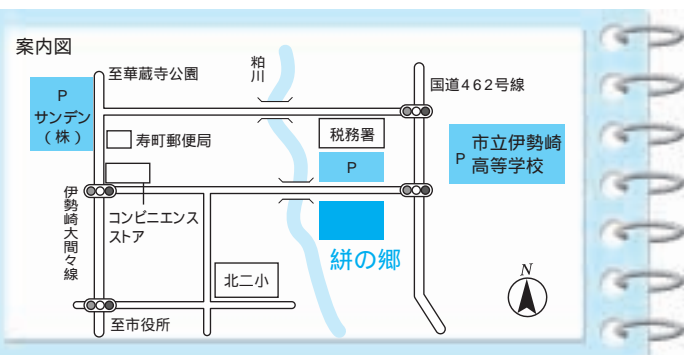 案内図
至華蔵寺公園
粕川
国道462号線
P
サンデン
(株)
寿町郵便局
税務署
P
市立伊勢崎
P 高等学校
伊勢崎大間々線
コンビニエンス
ストア
絣の郷
北二小
N
至市役所